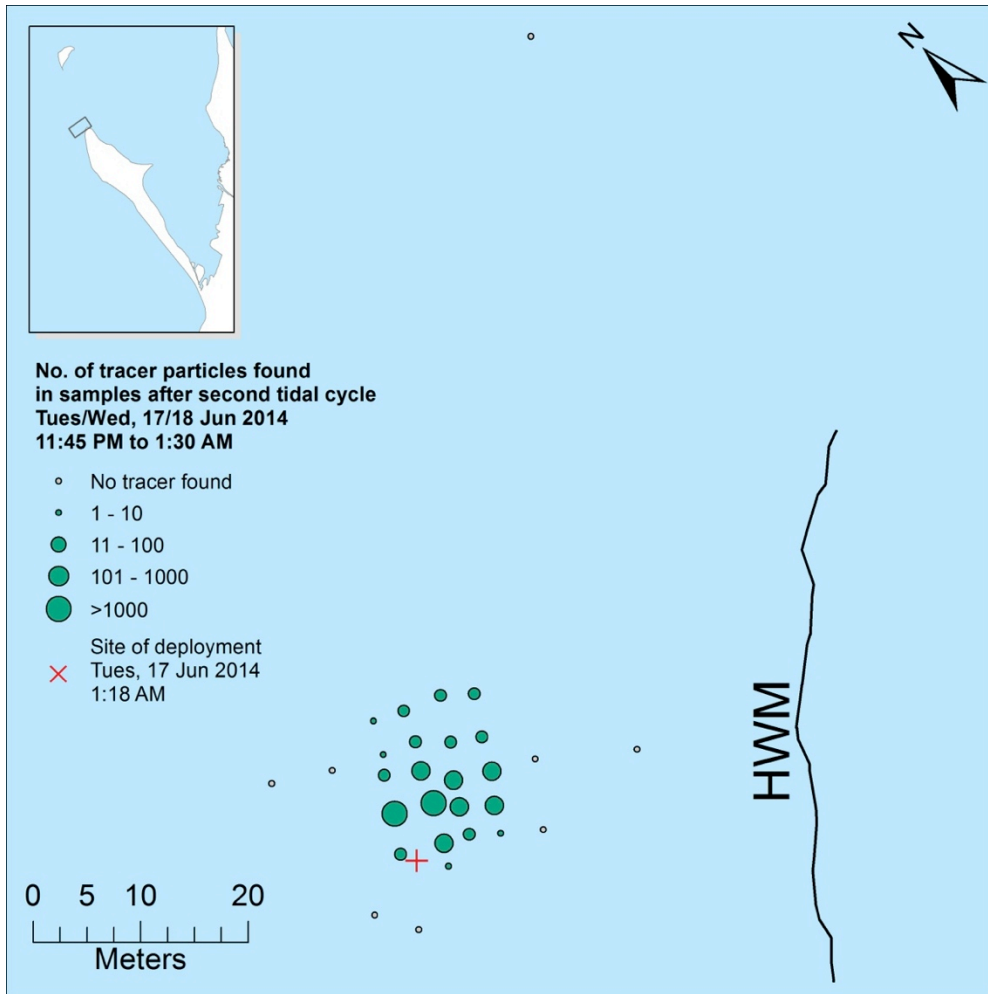 N
No. of tracer particles found
in samples after second tidal cycle
Tues/Wed, 17/18 Jun 2014
11:45 PM to 1:30 AM
No tracer found
1 - 10
11 - 100
101 - 1000
>1000
Site of deployment
Tues, 17 Jun 2014
1:18 AM
HWM
0 5 10 20
Meters